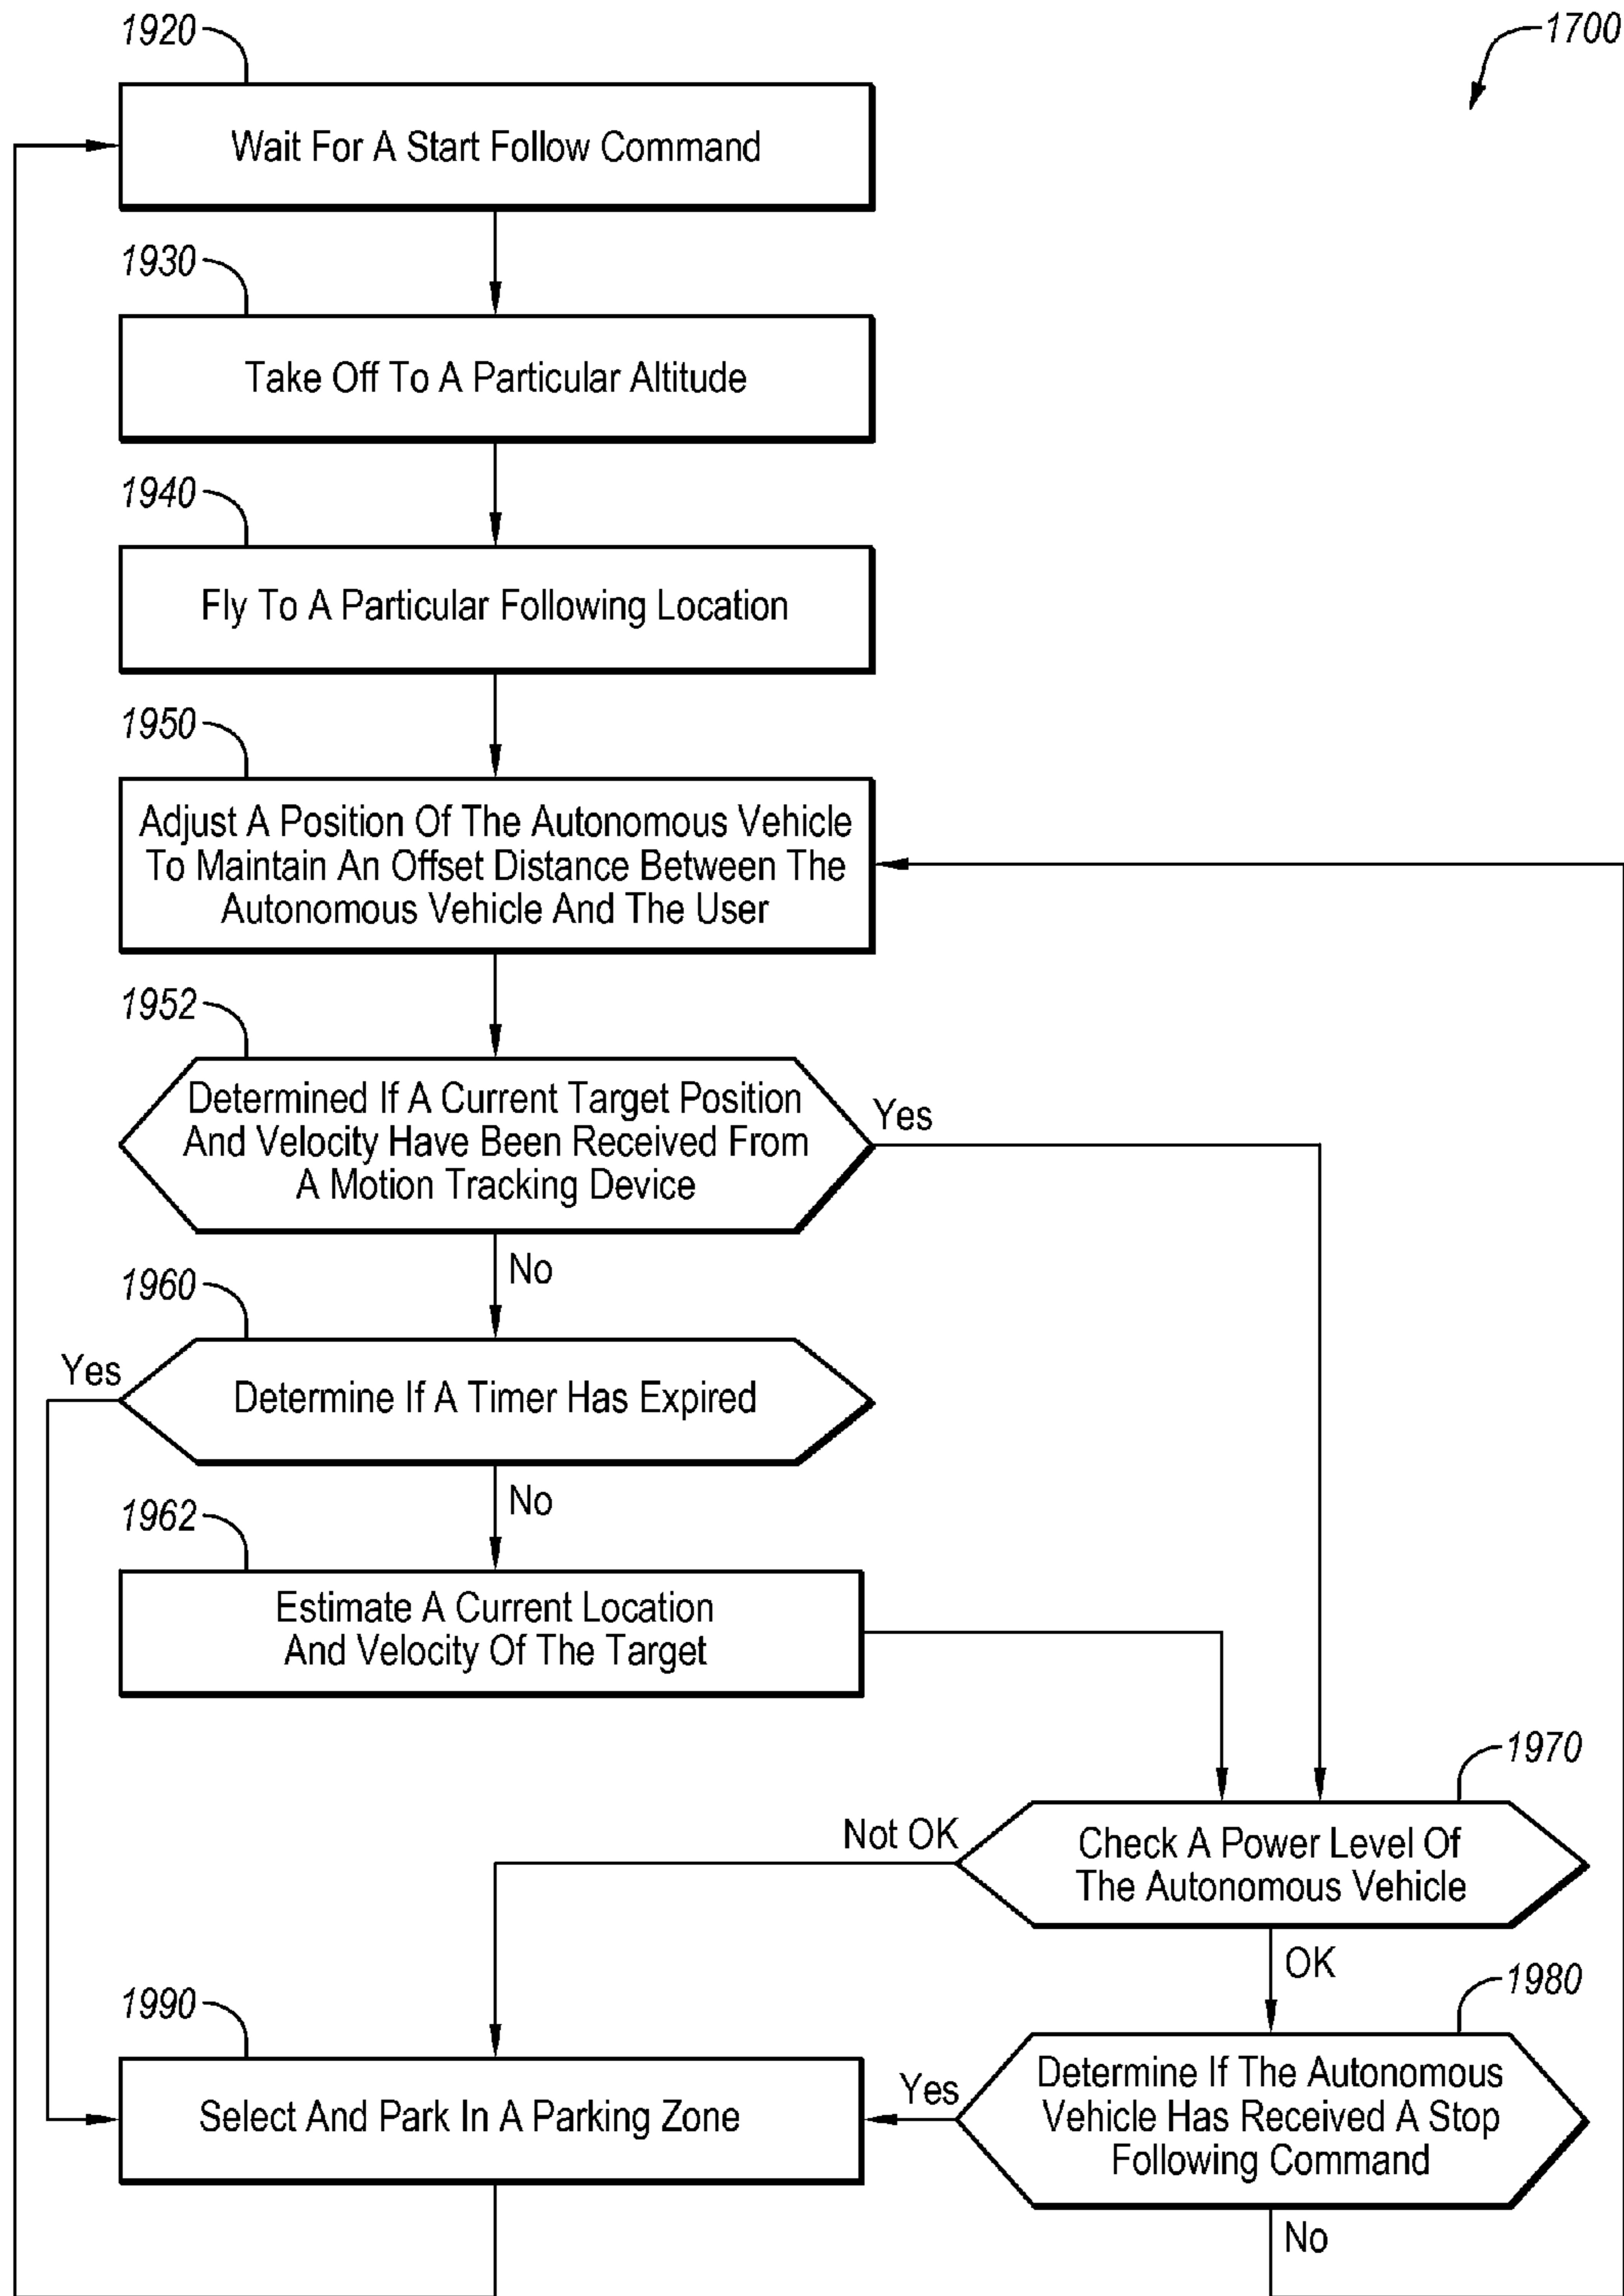 1920
1700
Wait For A Start Follow Command
1930
Take Off To A Particular Altitude
1940
Fly To A Particular Following Location
1950
Adjust A Position Of The Autonomous Vehicle
To Maintain An Offset Distance Between The
Autonomous Vehicle And The User
1952
Determined If A Current Target Position
And Velocity Have Been Received From
A Motion Tracking Device
Yes
No
1960
Yes
Determine If A Timer Has Expired
No
1962
Estimate A Current Location
And Velocity Of The Target
1970
Not OK
Check A Power Level Of
The Autonomous Vehicle
OK
1990
1980
Select And Park In A Parking Zone
Yes
Determine If The Autonomous
Vehicle Has Received A Stop
Following Command
No